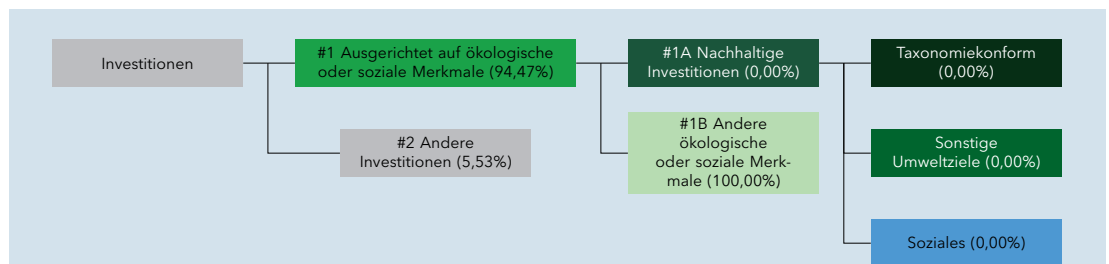 Investitionen
#1 Ausgerichtet auf ökologische
oder soziale Merkmale (94,47%)
#2 Andere
Investitionen (5,53%)
#1A Nachhaltige
Investitionen (0,00%)
#1B Andere
ökologische
oder soziale Merk-
male (100,00%)
Taxonomiekonform
(0,00%)
Sonstige
Umweltziele (0,00%)
Soziales (0,00%)